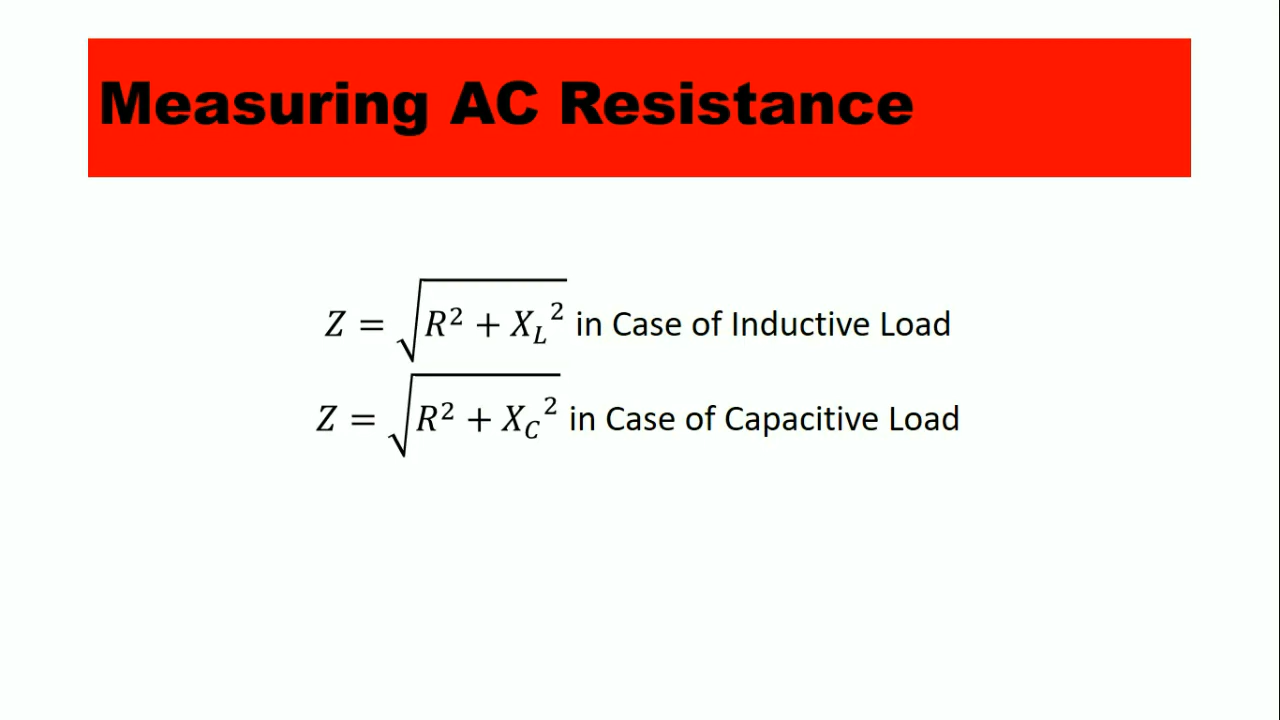 Measuring AC Resistance
Z = √(R² + X_L²) in Case of Inductive Load
Z = √(R² + X_C²) in Case of Capacitive Load